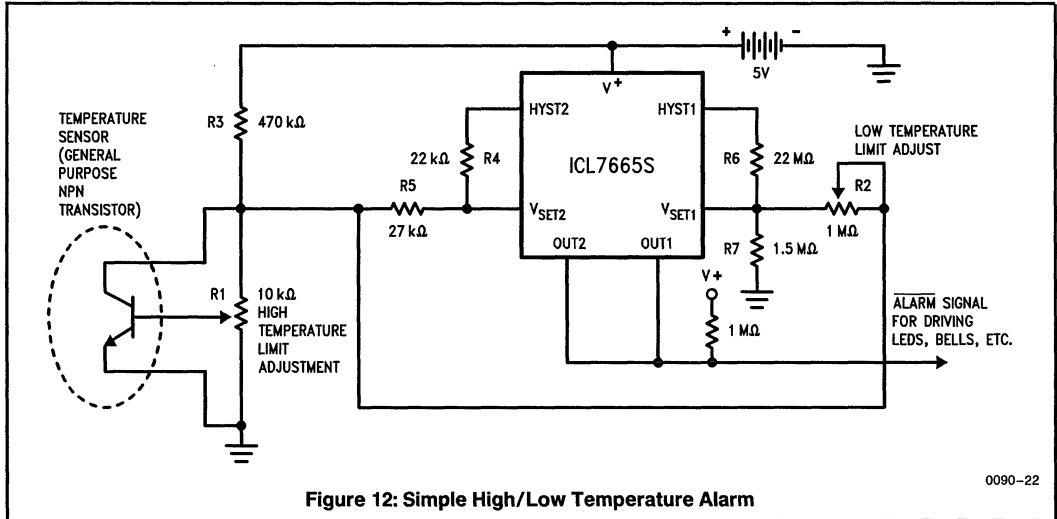 + -
5V
V+
TEMPERATURE
SENSOR
(GENERAL
PURPOSE
NPN
TRANSISTOR)
R3 470 kΩ
HYST2 HYST1
22 kΩ R4
ICL7665S
R6 22 MΩ
LOW TEMPERATURE
LIMIT ADJUST
R5
27 kΩ
VSET2 VSET1
R2
1 MΩ
OUT2 OUT1
R7 1.5 MΩ
R1 10 kΩ
HIGH
TEMPERATURE
LIMIT
ADJUSTMENT
V+
1 MΩ
ALARM SIGNAL
FOR DRIVING
LEDS, BELLS, ETC.
0090-22
Figure 12: Simple High/Low Temperature Alarm